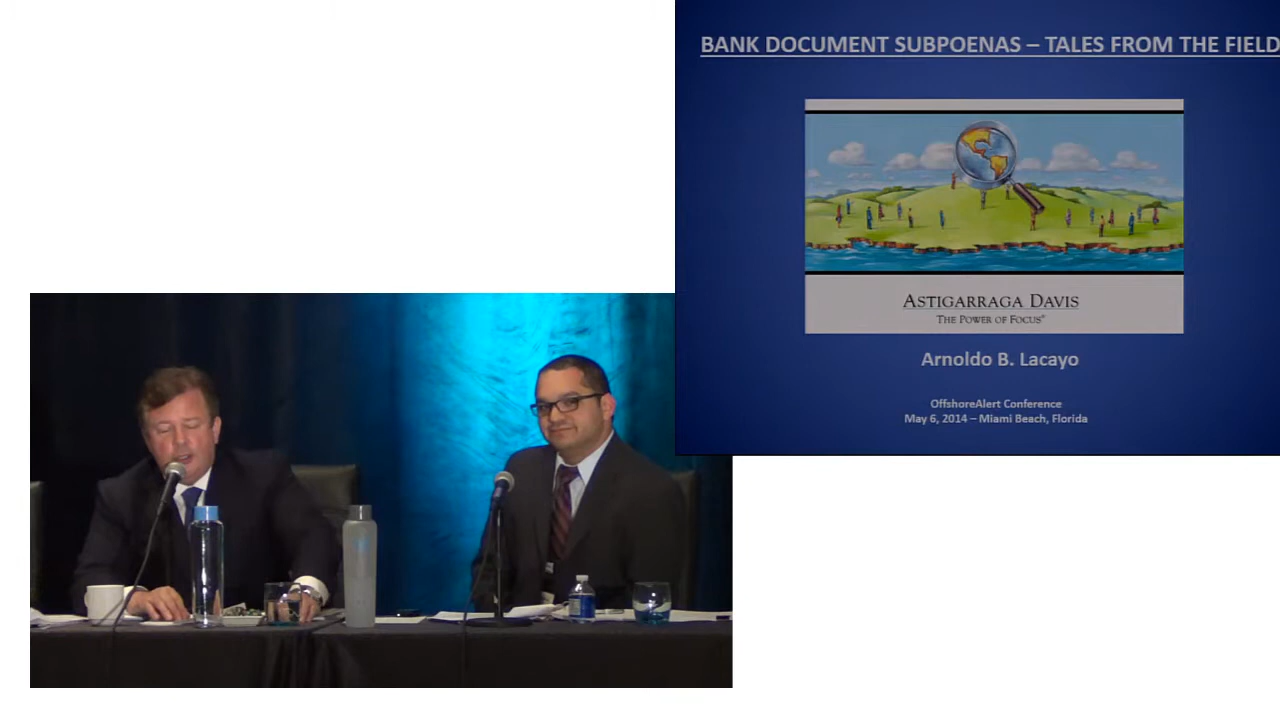 BANK DOCUMENT SUBPOENAS – TALES FROM THE FIELD
ASTIGARRAGA DAVIS
THE POWER OF FOCUS®
Arnoldo B. Lacayo
OffshoreAlert Conference
May 6, 2014 – Miami Beach, Florida